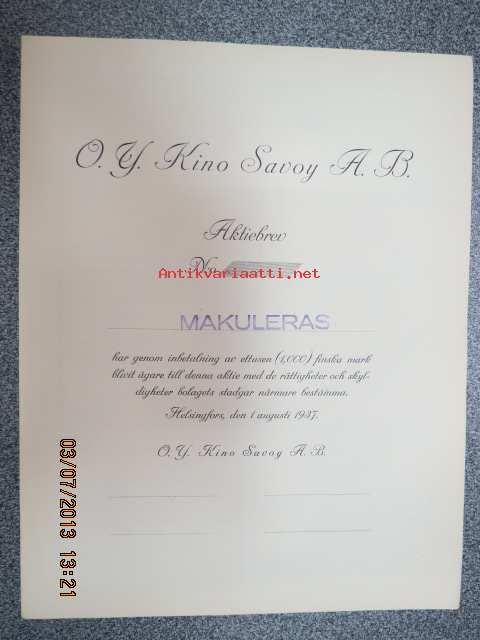 O. Y. Kino Savoy A. B.
Aktiebrev
No
Antikvariaatti.net
MAKULERAS
har genom inbetalning av ettusen (1,000) finska mark
blivit ägare till denna aktie med de rättigheter och skyl-
digheter bolagets stadgar närmare bestämma.
Helsingfors, den 1 augusti 1937.
O. Y. Kino Savoy A. B.
03/07/2013 13:21